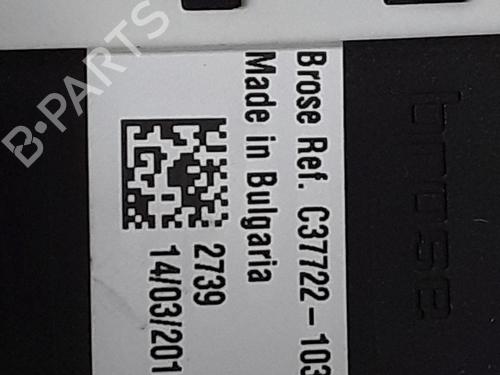 Brose Ref. C37722-103
Made in Bulgaria
2739
14/03/201
brose
B-PARTS